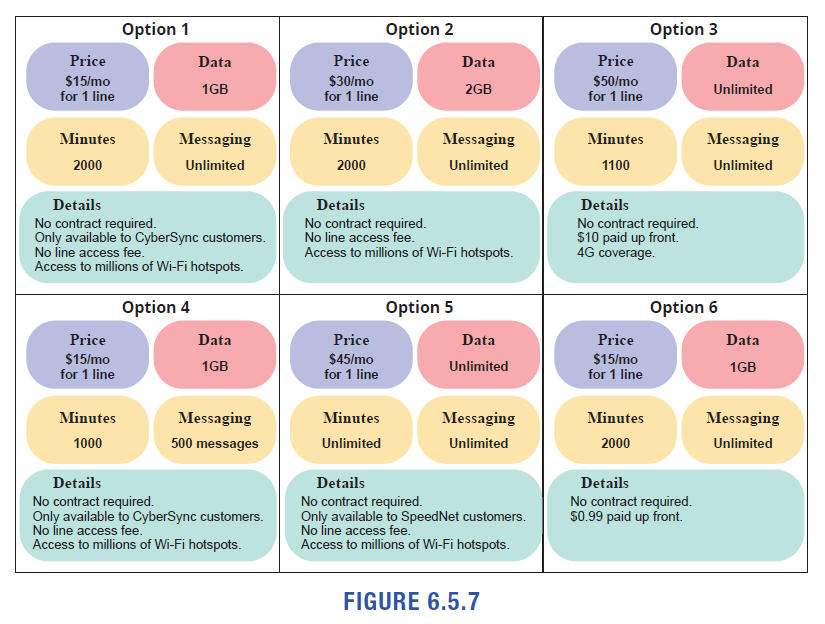 Option 1
Price
$15/mo
for 1 line
Data
1GB
Minutes
2000
Messaging
Unlimited
Details
No contract required.
Only available to CyberSync customers.
No line access fee.
Access to millions of Wi-Fi hotspots.
Option 2
Price
$30/mo
for 1 line
Data
2GB
Minutes
2000
Messaging
Unlimited
Details
No contract required.
No line access fee.
Access to millions of Wi-Fi hotspots.
Option 3
Price
$50/mo
for 1 line
Data
Unlimited
Minutes
1100
Messaging
Unlimited
Details
No contract required.
$10 paid up front.
4G coverage.
Option 4
Price
$15/mo
for 1 line
Data
1GB
Minutes
1000
Messaging
500 messages
Details
No contract required.
Only available to CyberSync customers.
No line access fee.
Access to millions of Wi-Fi hotspots.
Option 5
Price
$45/mo
for 1 line
Data
Unlimited
Minutes
Unlimited
Messaging
Unlimited
Details
No contract required.
Only available to SpeedNet customers.
No line access fee.
Access to millions of Wi-Fi hotspots.
Option 6
Price
$15/mo
for 1 line
Data
1GB
Minutes
2000
Messaging
Unlimited
Details
No contract required.
$0.99 paid up front.
FIGURE 6.5.7